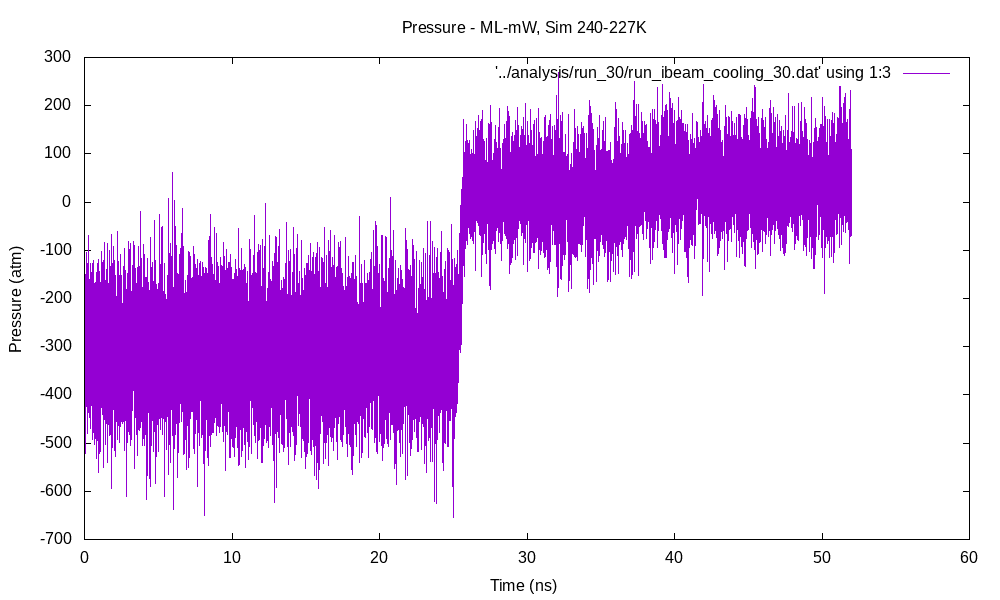 Pressure - ML-mW, Sim 240-227K
'../analysis/run_30/run_ibeam_cooling_30.dat' using 1:3
300
200
100
0
-100
-200
-300
-400
-500
-600
-700
Pressure (atm)
0 10 20 30 40 50 60
Time (ns)